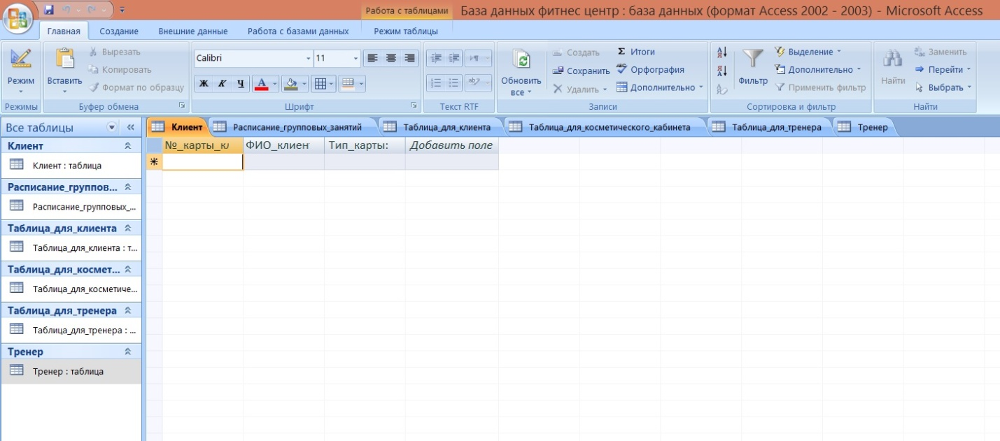 Работа с таблицами
База данных фитнес центр : база данных (формат Access 2002 - 2003) - Microsoft Access
Главная Создание Внешние данные Работа с базами данных Режим таблицы
Режим
Режимы
Вставить
Вырезать
Копировать
Формат по образцу
Буфер обмена
Calibri 11
Ж К Ч А
Шрифт
Текст RTF
Обновить
все
Создать
Сохранить
Удалить
Σ Итоги
Орфография
Дополнительно
Записи
Фильтр
Выделение
Дополнительно
Применить фильтр
Сортировка и фильтр
Найти
Заменить
Перейти
Выбрать
Найти
Все таблицы
Клиент Расписание_групповых_занятий Таблица_для_клиента Таблица_для_косметического_кабинета Таблица_для_тренера Тренер
№_карты_кл ФИО_клиен Тип_карты: Добавить поле
Клиент
Клиент : таблица
Расписание_группов...
Расписание_групповых_...
Таблица_для_клиента
Таблица_для_клиента : т...
Таблица_для_космет...
Таблица_для_косметиче...
Таблица_для_тренера
Таблица_для_тренера : ...
Тренер
Тренер : таблица